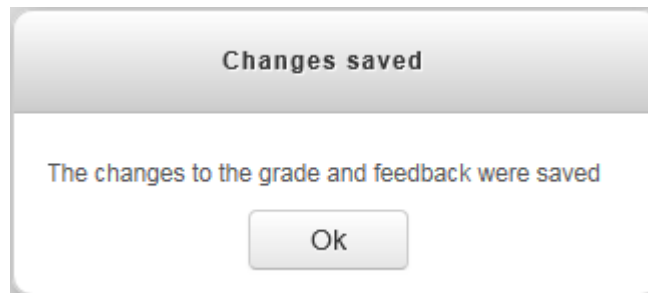 Changes saved
The changes to the grade and feedback were saved
Ok